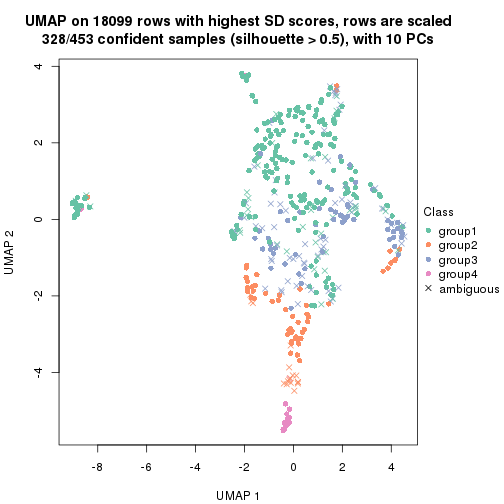 UMAP on 18099 rows with highest SD scores, rows are scaled
328/453 confident samples (silhouette > 0.5), with 10 PCs
4
2
0
-2
-4
UMAP 2
-8
-6
-4
-2
0
2
4
UMAP 1
Class
group1
group2
group3
group4
ambiguous